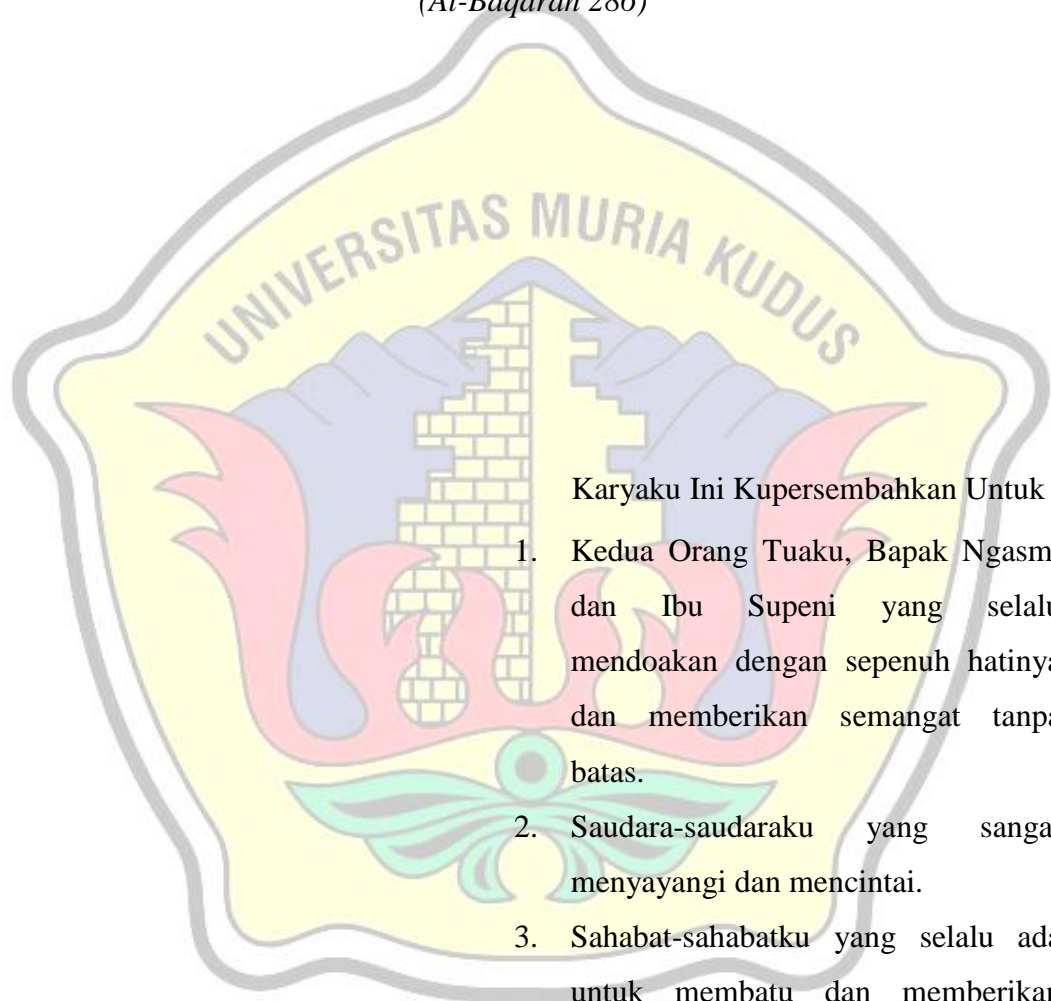 (Al-Baqarah 286)
UNIVERSITAS MURIA KUDUS
Karyaku Ini Kupersembahkan Untuk
1. Kedua Orang Tuaku, Bapak Ngasm
dan Ibu Supeni yang selalu
mendoakan dengan sepenuh hatinya
dan memberikan semangat tanpa
batas.
2. Saudara-saudaraku yang sanga
menyayangi dan mencintai.
3. Sahabat-sahabatku yang selalu ada
untuk membatu dan memberikan